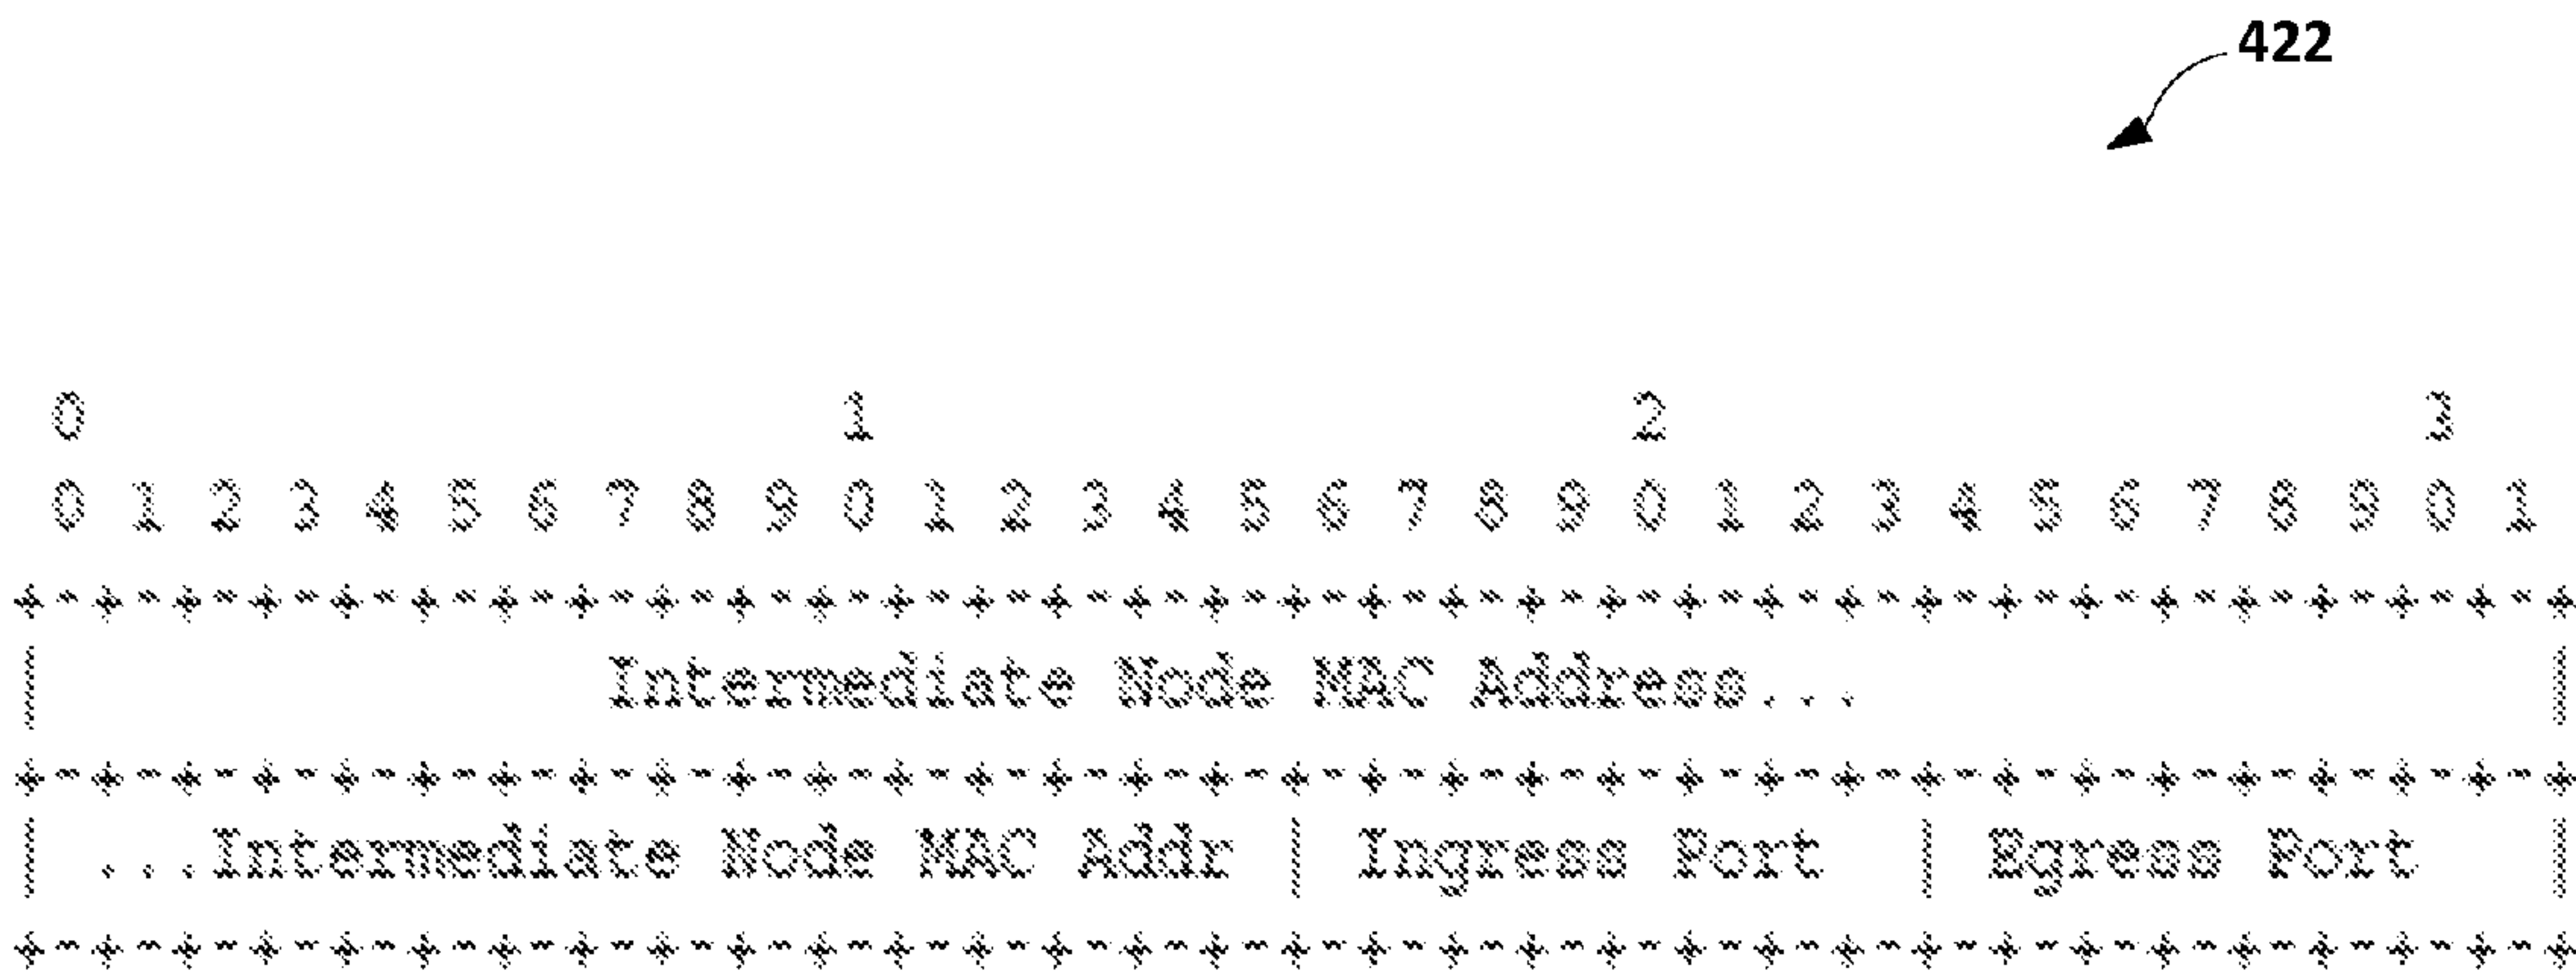 422
0 1 2 3
0 1 2 3 4 5 6 7 8 9 0 1 2 3 4 5 6 7 8 9 0 1 2 3 4 5 6 7 8 9 0 1
+-+-+-+-+-+-+-+-+-+-+-+-+-+-+-+-+-+-+-+-+-+-+-+-+-+-+-+-+-+-+-+-+
| Intermediate Node MAC Address... |
+-+-+-+-+-+-+-+-+-+-+-+-+-+-+-+-+-+-+-+-+-+-+-+-+-+-+-+-+-+-+-+-+
| ...Intermediate Node MAC Addr | Ingress Port | Egress Port |
+-+-+-+-+-+-+-+-+-+-+-+-+-+-+-+-+-+-+-+-+-+-+-+-+-+-+-+-+-+-+-+-+